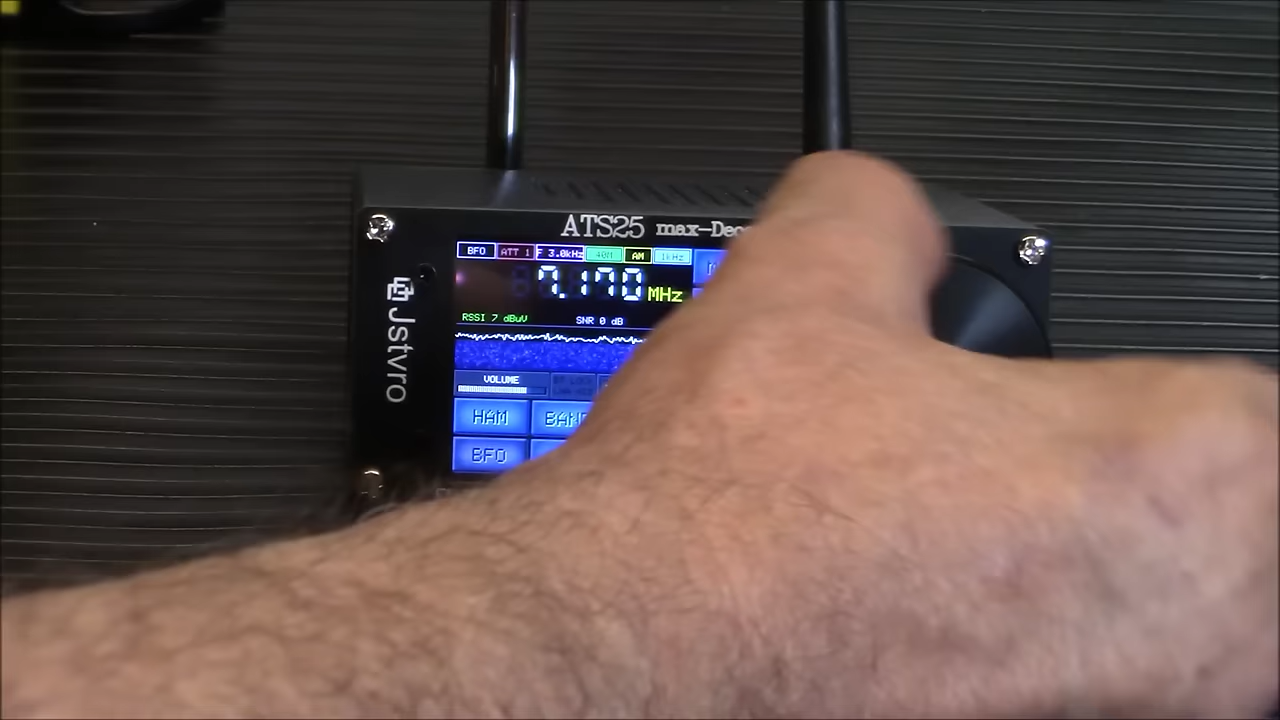 ATS25 max-Dec
BFO ATT 1 F 3.0kHz 40M AM 1kHz
7.170 MHz
RSSI 7 dBuV SNR 0 dB
VOLUME
HAM BAN
BFO
Jstvro